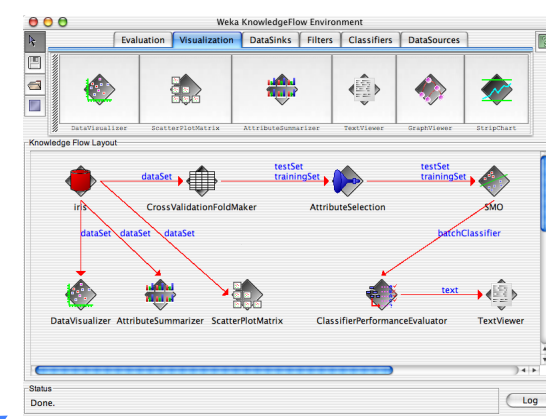 Weka KnowledgeFlow Environment
Evaluation Visualization DataSinks Filters Classifiers DataSources
DataVisualizer ScatterPlotMatrix AttributeSummarizer TextViewer GraphViewer StripChart
Knowledge Flow Layout
dataSet
testSet
trainingSet
testSet
trainingSet
iris CrossValidationFoldMaker AttributeSelection SMO
dataSet dataSet dataSet batchClassifier
text
DataVisualizer AttributeSummarizer ScatterPlotMatrix ClassifierPerformanceEvaluator TextViewer
Status
Done.
Log